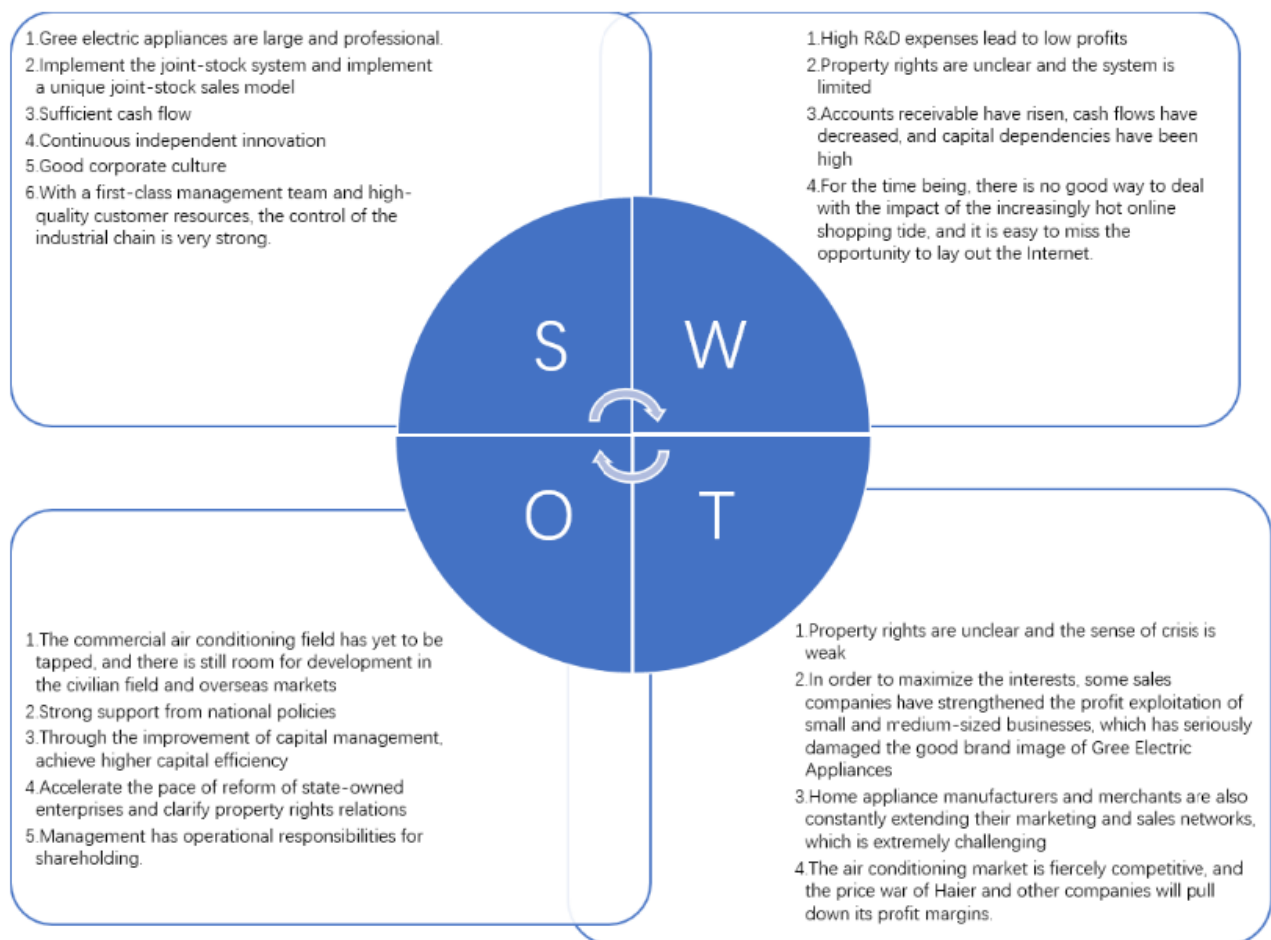 1.Gree electric appliances are large and professional.
2.Implement the joint-stock system and implement
a unique joint-stock sales model
3.Sufficient cash flow
4.Continuous independent innovation
5.Good corporate culture
6.With a first-class management team and high-
quality customer resources, the control of the
industrial chain is very strong.
1.High R&D expenses lead to low profits
2.Property rights are unclear and the system is
limited
3.Accounts receivable have risen, cash flows have
decreased, and capital dependencies have been
high
4.For the time being, there is no good way to deal
with the impact of the increasingly hot online
shopping tide, and it is easy to miss the
opportunity to lay out the Internet.
S
W
O
T
1.The commercial air conditioning field has yet to be
tapped, and there is still room for development in
the civilian field and overseas markets
2.Strong support from national policies
3.Through the improvement of capital management,
achieve higher capital efficiency
4.Accelerate the pace of reform of state-owned
enterprises and clarify property rights relations
5.Management has operational responsibilities for
shareholding.
1.Property rights are unclear and the sense of crisis is
weak
2.In order to maximize the interests, some sales
companies have strengthened the profit exploitation of
small and medium-sized businesses, which has seriously
damaged the good brand image of Gree Electric
Appliances
3.Home appliance manufacturers and merchants are also
constantly extending their marketing and sales networks,
which is extremely challenging
4.The air conditioning market is fiercely competitive, and
the price war of Haier and other companies will pull
down its profit margins.